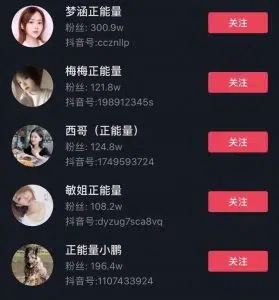 梦涵正能量
粉丝: 300.9w
关注
抖音号:ccznllp
梅梅正能量
粉丝: 121.8w
关注
抖音号:198912345s
西哥（正能量）
粉丝: 124.8w
关注
抖音号:1749593724
敏姐正能量
粉丝: 108.2w
关注
抖音号:dyzug7sca8vq
正能量小鹏
粉丝: 196.4w
关注
抖音号:1107433924